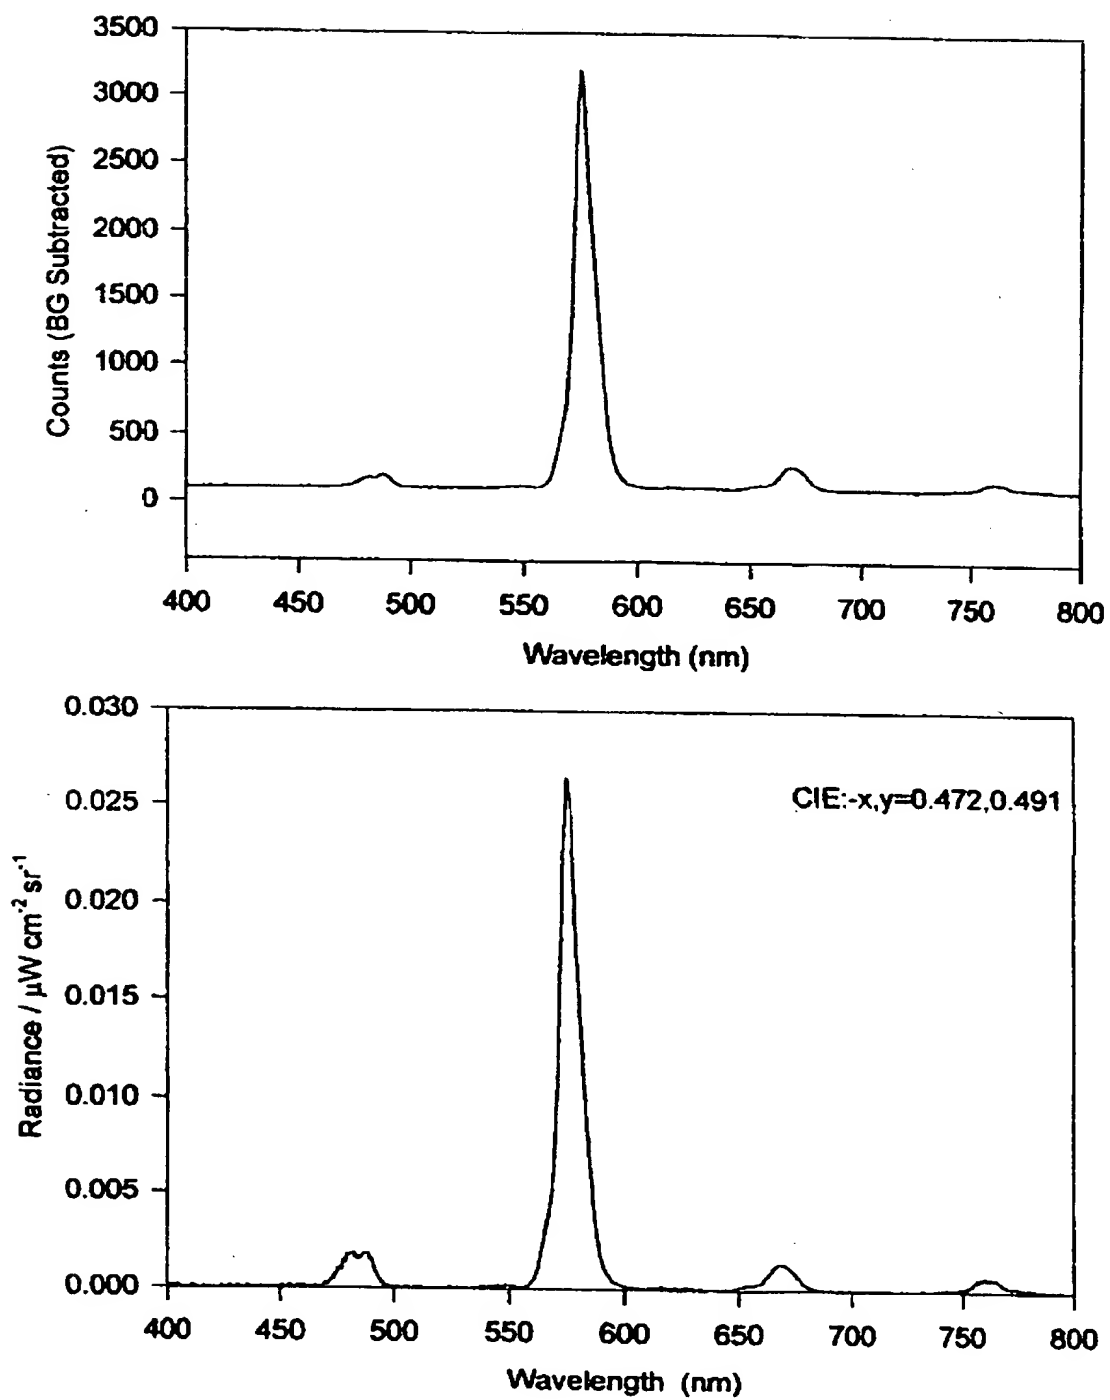 3500
3000
2500
2000
1500
1000
500
0
Counts (BG Subtracted)
400 450 500 550 600 650 700 750 800
Wavelength (nm)
0.030
0.025
0.020
0.015
0.010
0.005
0.000
Radiance / μW cm⁻² sr⁻¹
CIE:-x,y=0.472,0.491
400 450 500 550 600 650 700 750 800
Wavelength (nm)